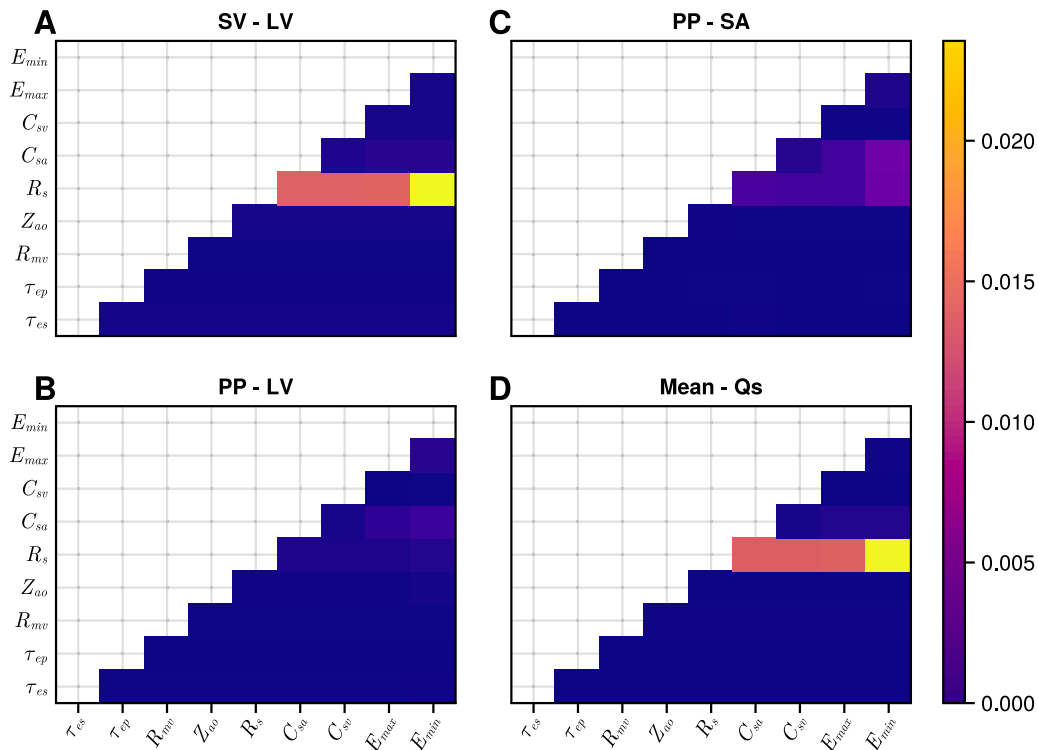 A
SV - LV
E_min
E_max
C_sv
C_sa
R_s
Z_ao
R_mv
τ_ep
τ_es
C
PP - SA
B
PP - LV
E_min
E_max
C_sv
C_sa
R_s
Z_ao
R_mv
τ_ep
τ_es
τ_es
τ_ep
R_mv
Z_ao
R_s
C_sa
C_sv
E_max
E_min
D
Mean - Qs
τ_es
τ_ep
R_mv
Z_ao
R_s
C_sa
C_sv
E_max
E_min
0.020
0.015
0.010
0.005
0.000